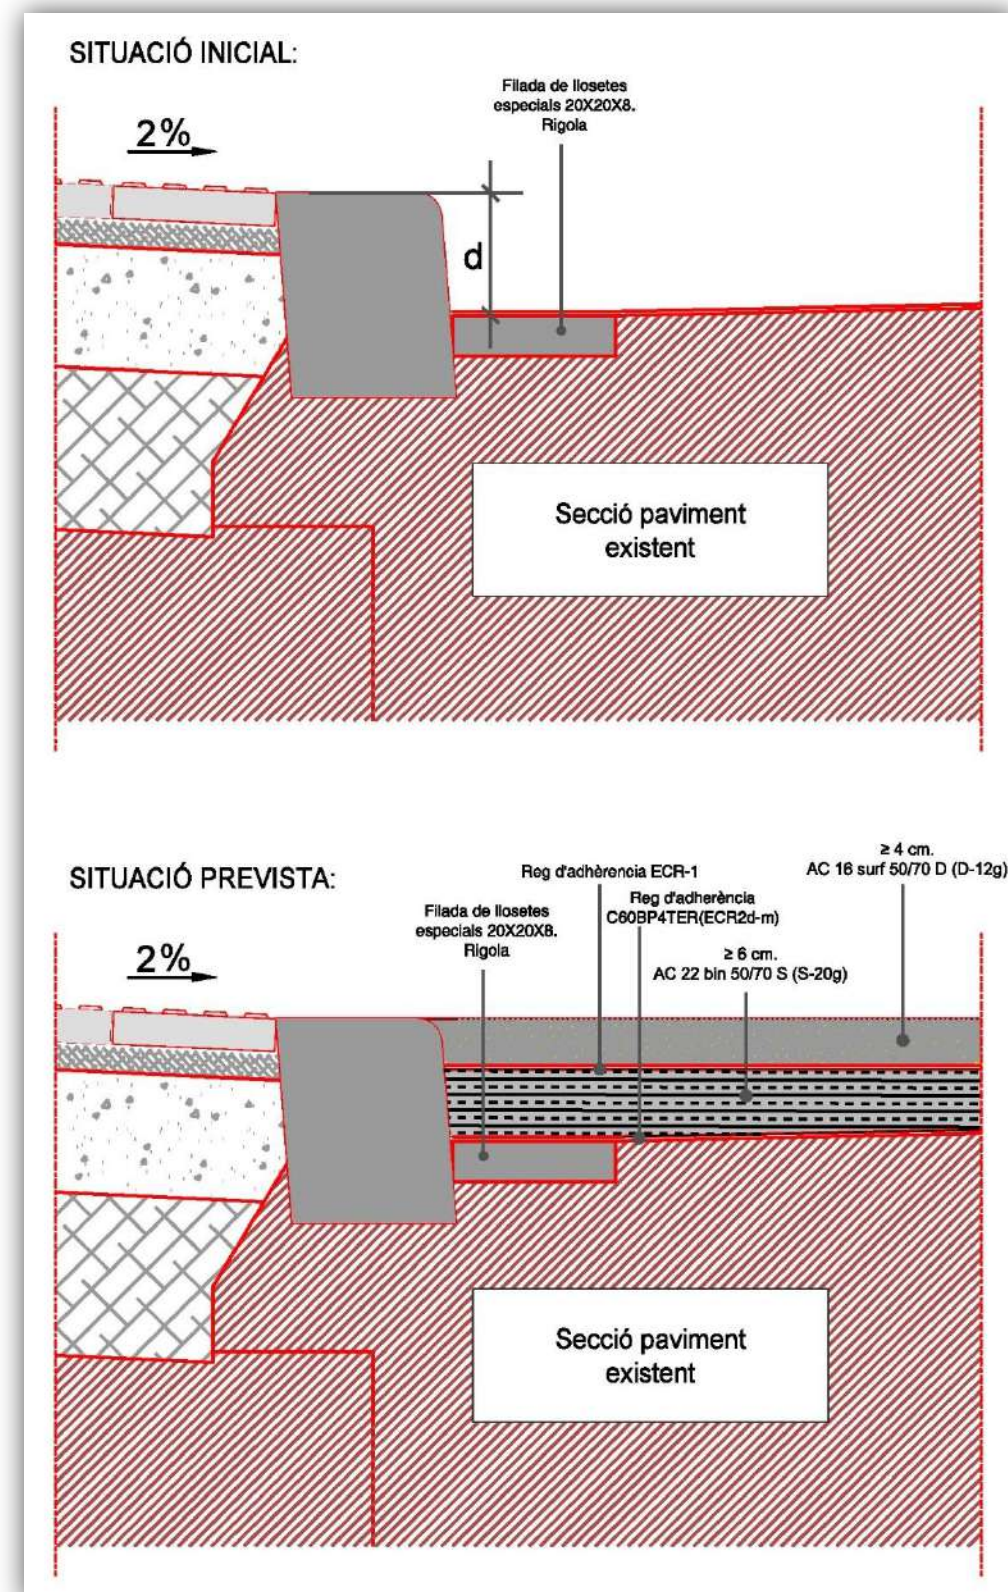 SITUACIÓ INICIAL:
Filada de llosetes
especials 20X20X8.
Rigola
2%
d
Secció paviment
existent
SITUACIÓ PREVISTA:
≥ 4 cm.
AC 16 surf 50/70 D (D-12g)
Reg d'adhèrencia ECR-1
Reg d'adherència
C60BP4TER(ECR2d-m)
Filada de llosetes
especials 20X20X8.
Rigola
≥ 6 cm.
AC 22 bin 50/70 S (S-20g)
2%
Secció paviment
existent